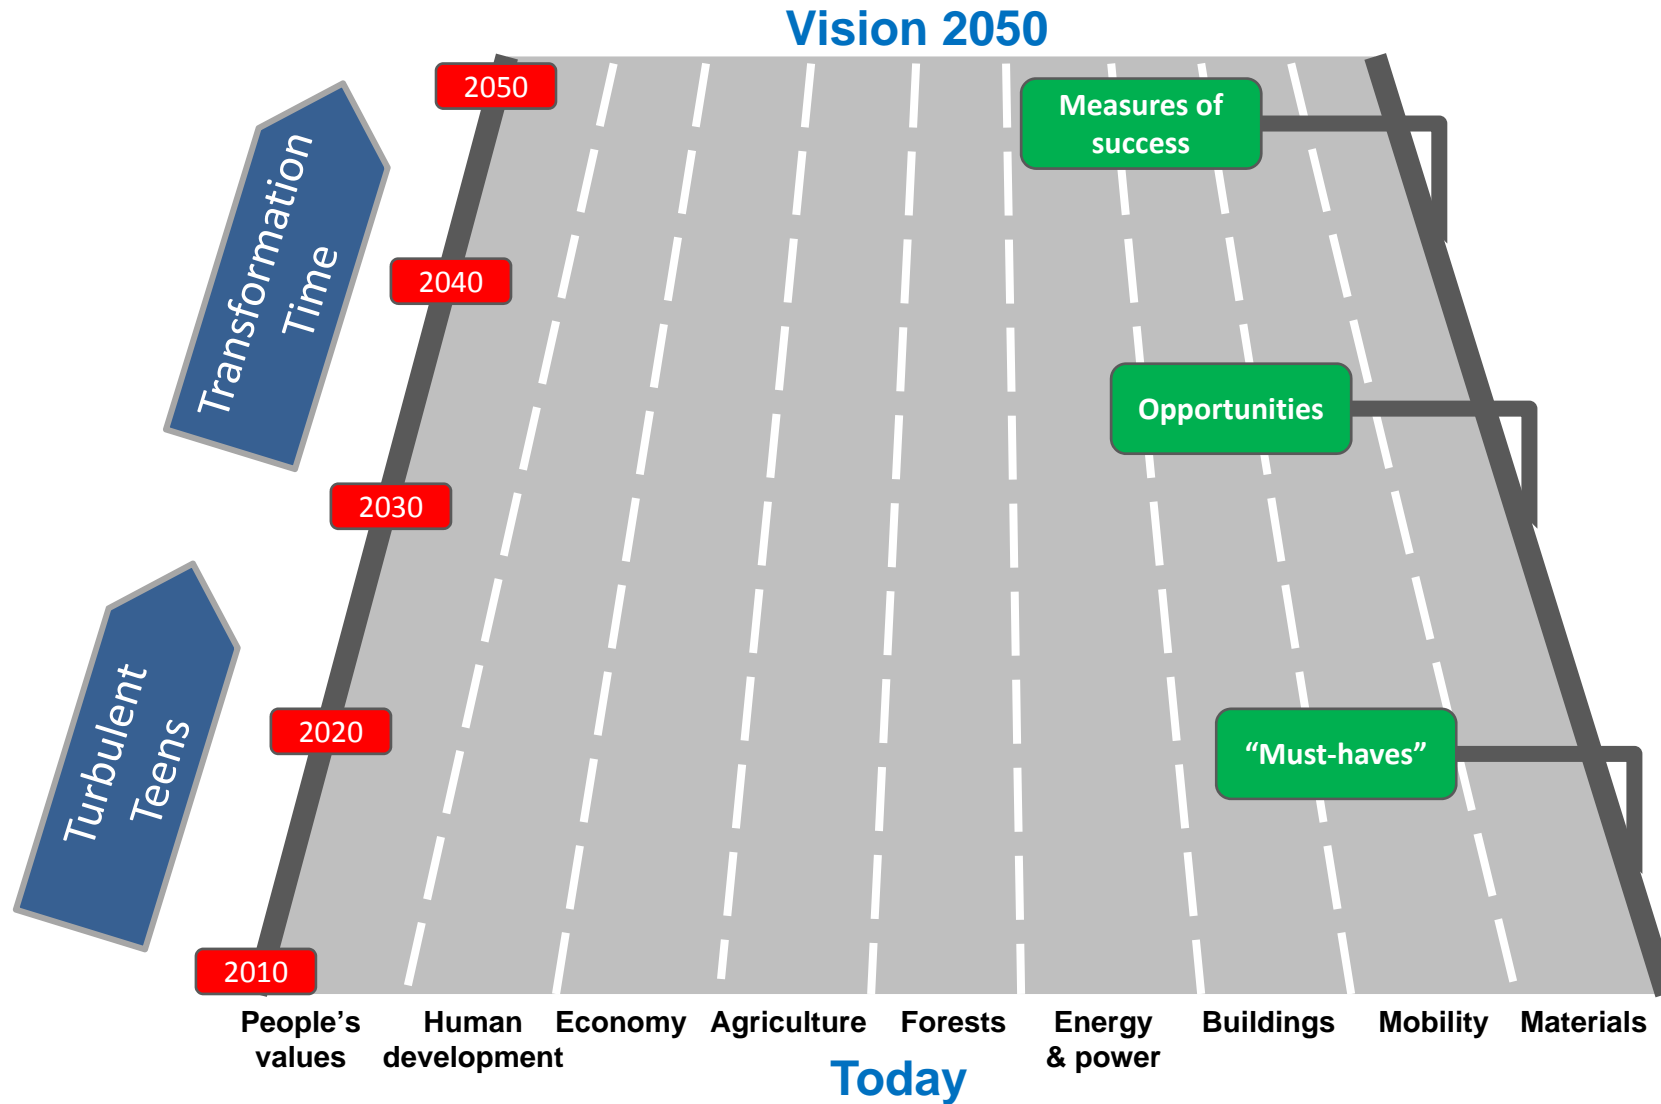 Vision 2050
2050
Measures of
success
Transformation
Time
2040
Opportunities
2030
Turbulent
Teens
2020
“Must-haves”
2010
People’s
values
Human
development
Economy
Agriculture
Forests
Energy
& power
Buildings
Mobility
Materials
Today